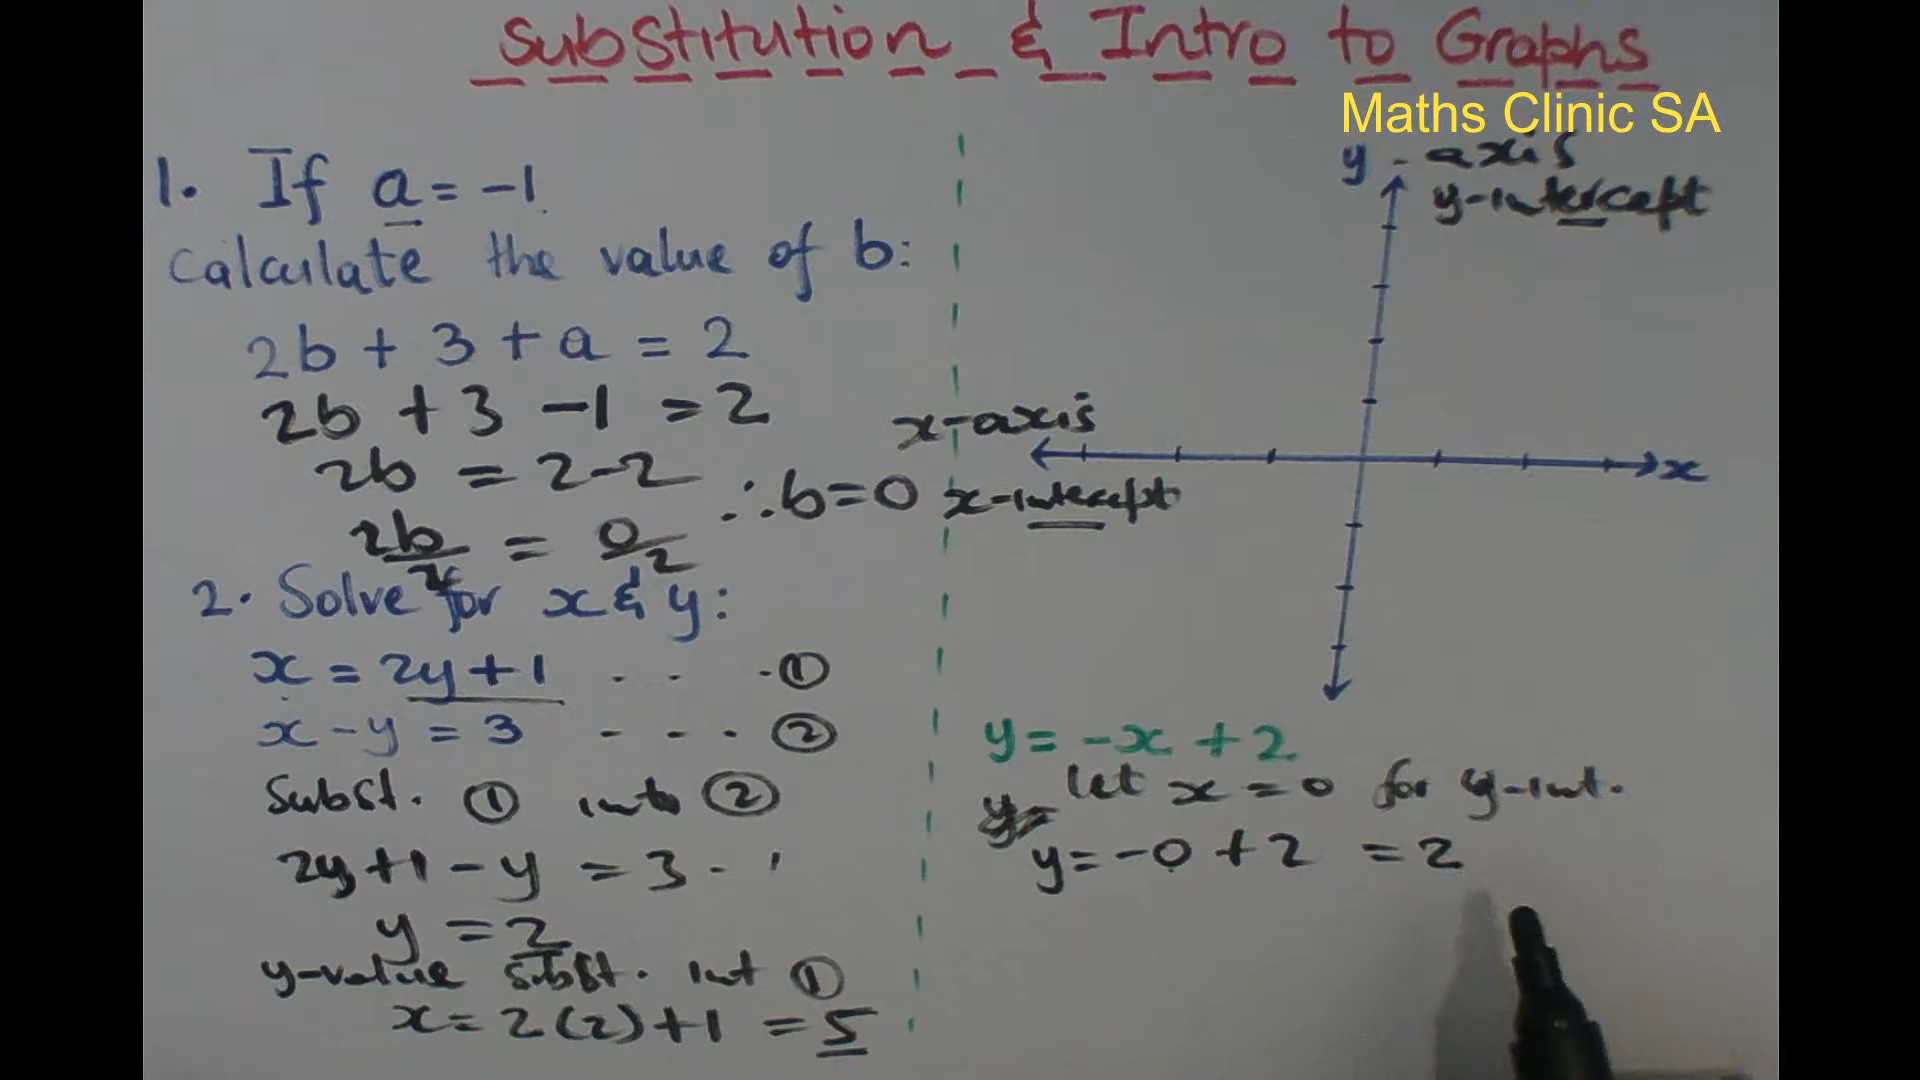 Substitution & Intro to Graphs
Maths Clinic SA
1. If a = -1
Calculate the value of b:
2b + 3 + a = 2
2b + 3 - 1 = 2
2b = 2 - 2
∴ b = 0
2b/2 = 0/2
2. Solve for x & y:
x = 2y + 1 . . . ①
x - y = 3 - - - . ②
Subst. ① into ②
2y + 1 - y = 3
y = 2
y-value subst. int ①
x = 2(2) + 1 = 5
y - axis
y-intercept
x-axis
x
x-intercept
y = -x + 2
let x = 0 for y-int.
y =
y = -0 + 2 = 2